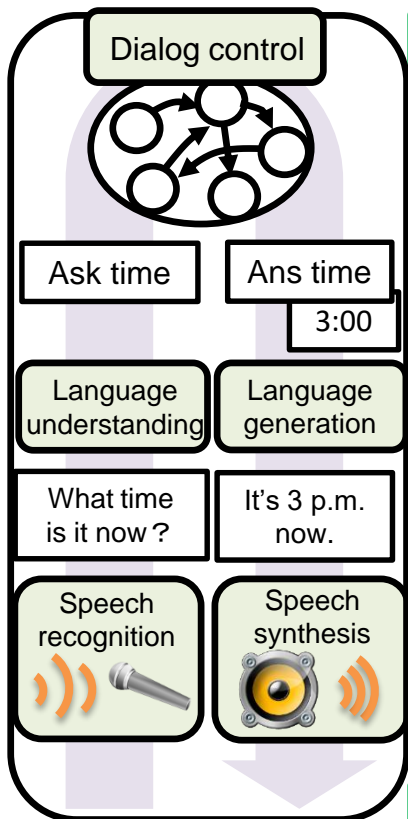 Dialog control
Ask time
Ans time
3:00
Language
understanding
Language
generation
What time
is it now？
It's 3 p.m.
now.
Speech
recognition
Speech
synthesis